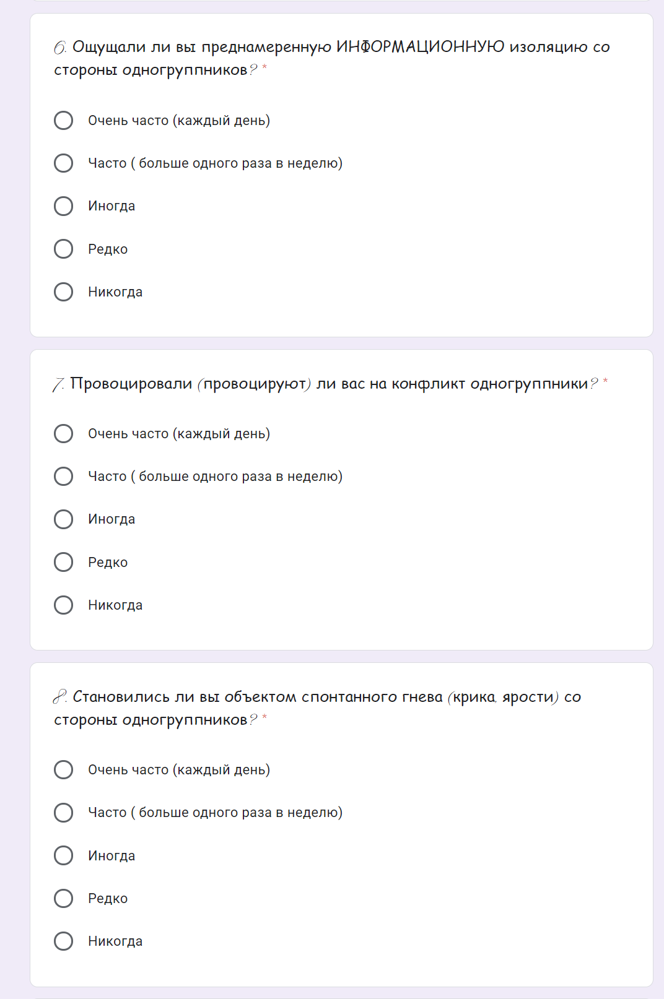 6. Ощущали ли вы преднамеренную ИНФОРМАЦИОННУЮ изоляцию со
стороны одногруппников? *
Очень часто (каждый день)
Часто ( больше одного раза в неделю)
Иногда
Редко
Никогда
7. Провоцировали (провоцируют) ли вас на конфликт одногруппники? *
Очень часто (каждый день)
Часто ( больше одного раза в неделю)
Иногда
Редко
Никогда
8. Становились ли вы объектом спонтанного гнева (крика, ярости) со
стороны одногруппников? *
Очень часто (каждый день)
Часто ( больше одного раза в неделю)
Иногда
Редко
Никогда